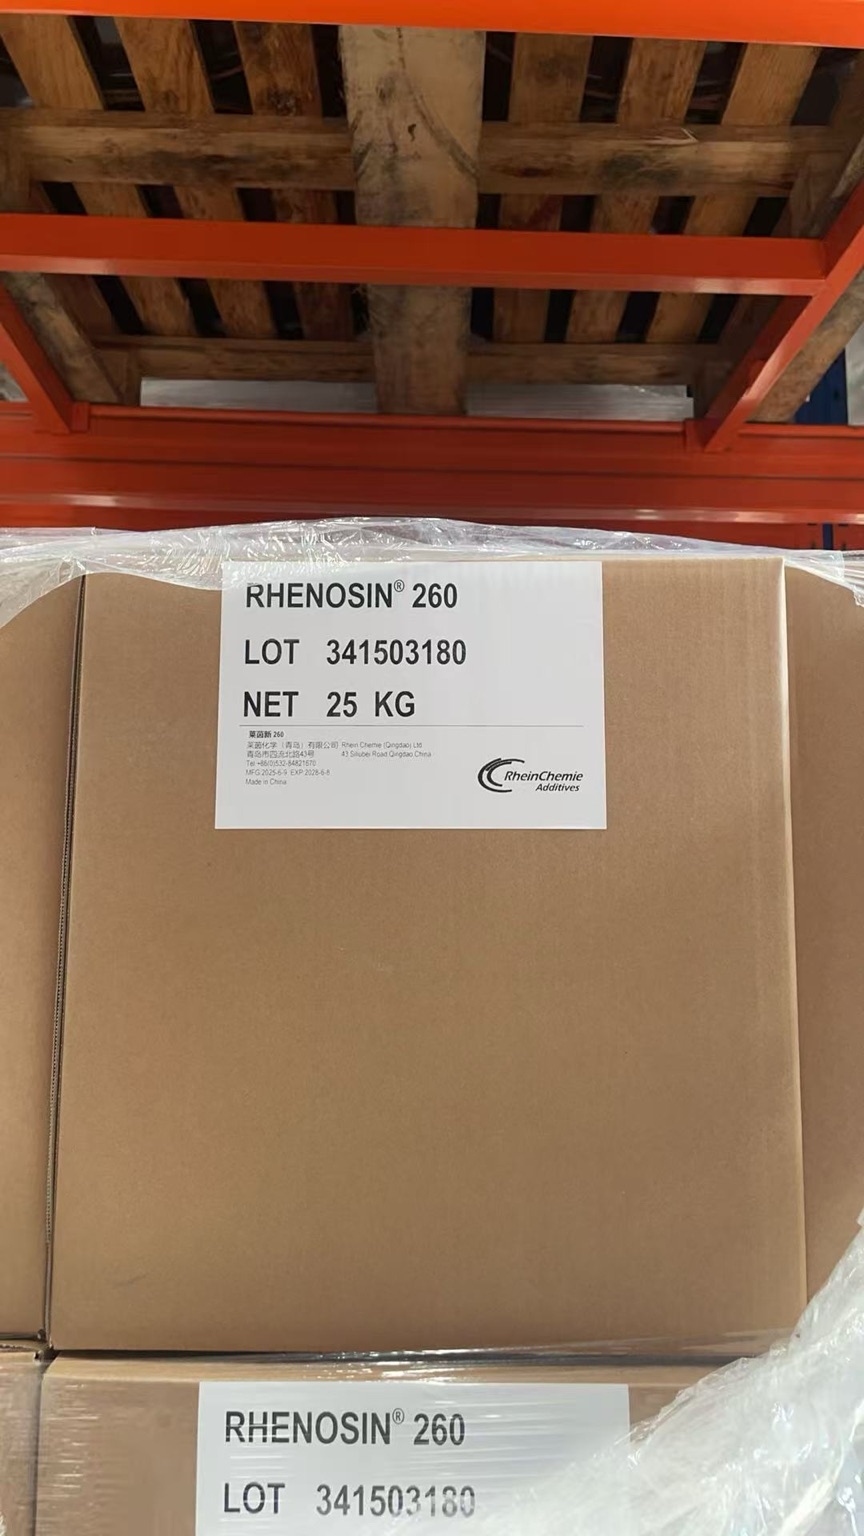 RHENOSIN® 260
LOT 341503180
NET 25 KG
莱茵新 260
莱茵化学(青岛)有限公司 Rhein Chemie (Qingdao) Ltd
青岛市四流北路43号 43 Siliubei Road Qingdao China
Tel +86(0)532-84821670
MFG 2025-6-9 EXP 2026-6-8
Made in China
RheinChemie
Additives
RHENOSIN® 260
LOT 341503180